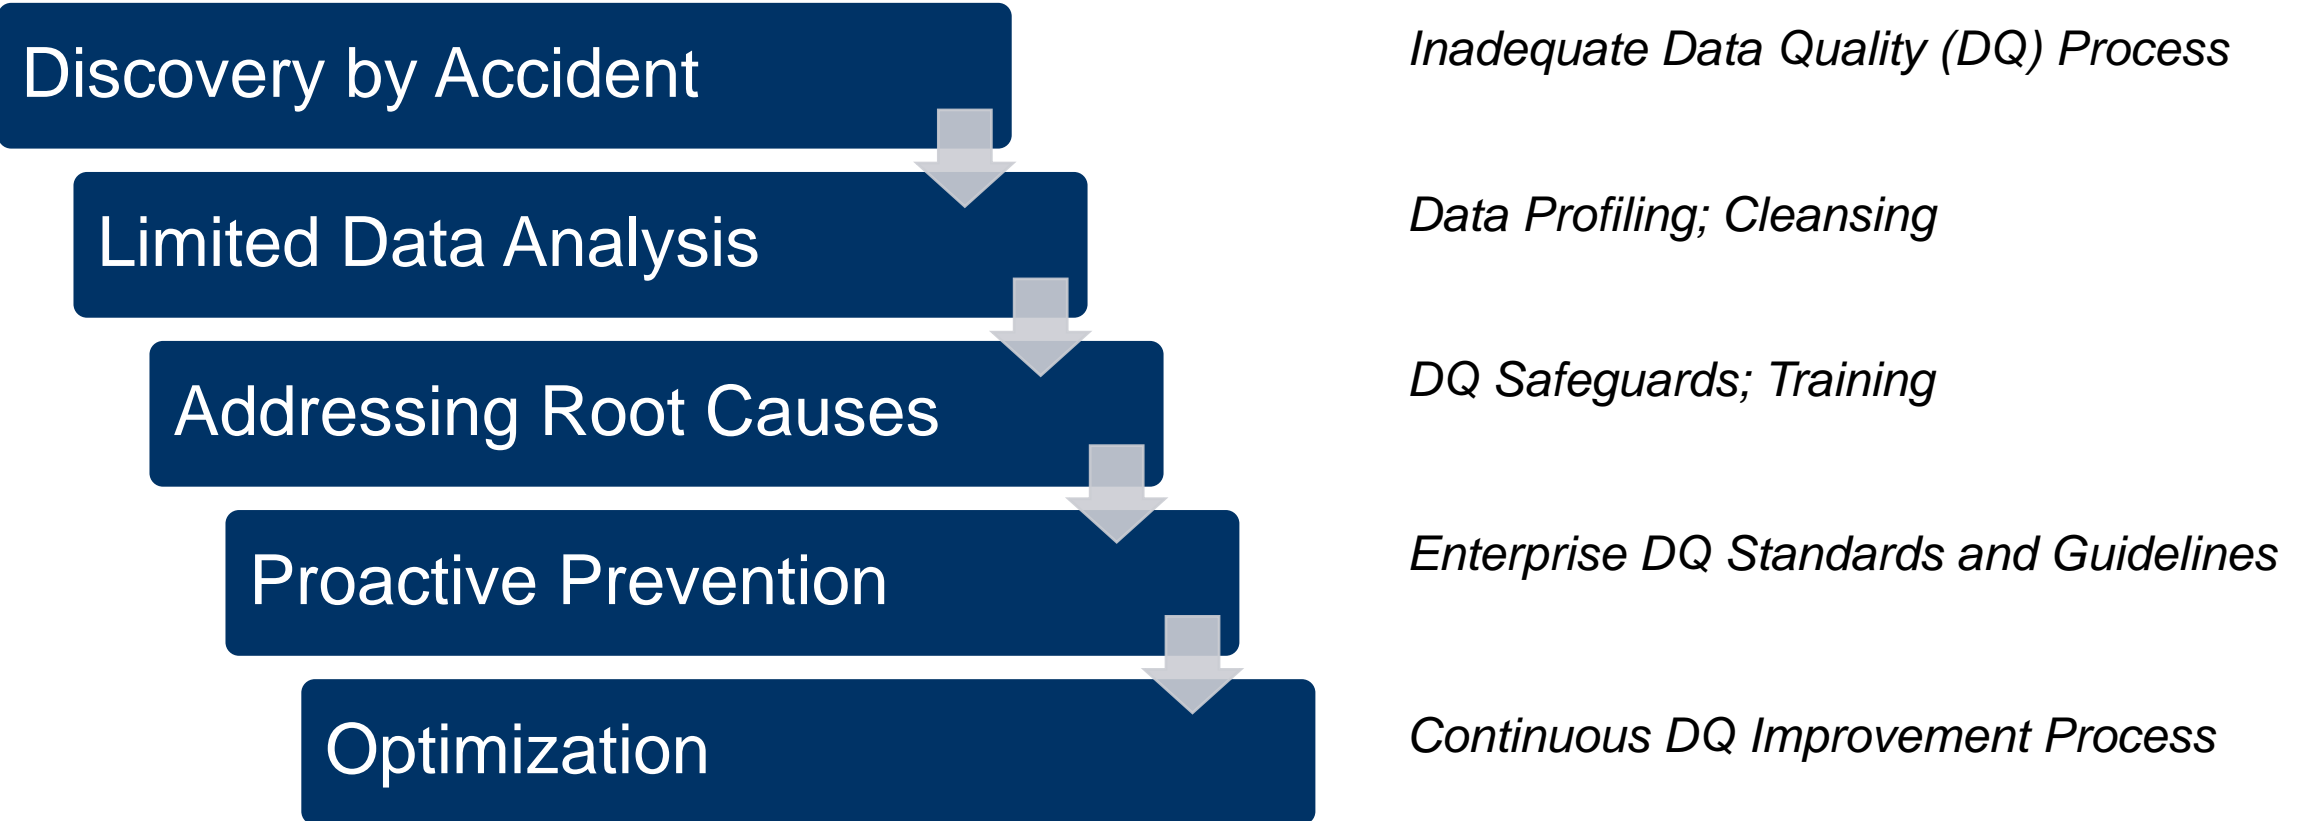 Discovery by Accident
Inadequate Data Quality (DQ) Process
Limited Data Analysis
Data Profiling; Cleansing
Addressing Root Causes
DQ Safeguards; Training
Proactive Prevention
Enterprise DQ Standards and Guidelines
Optimization
Continuous DQ Improvement Process